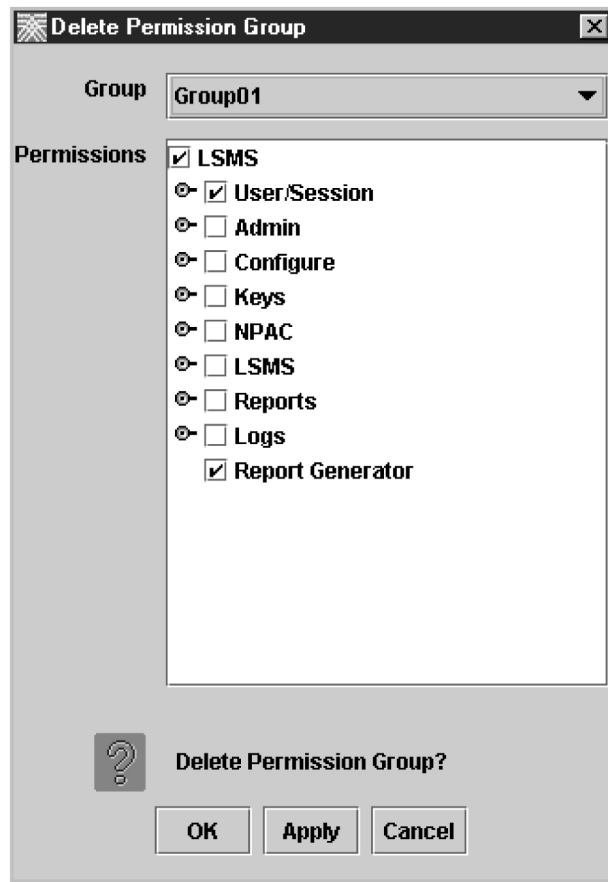 Delete Permission Group
Group
Group01
Permissions
LSMS
User/Session
Admin
Configure
Keys
NPAC
LSMS
Reports
Logs
Report Generator
Delete Permission Group?
OK
Apply
Cancel